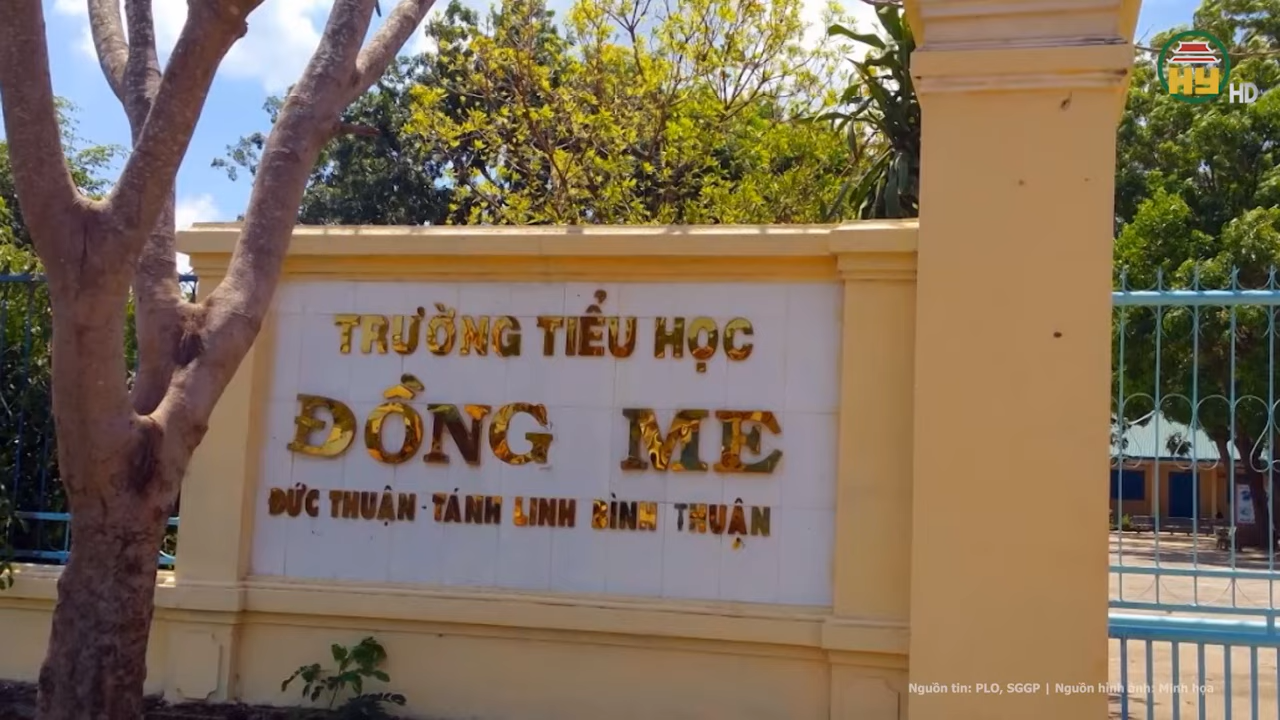 HY HD
TRƯỜNG TIỂU HỌC
ĐỒNG ME
ĐỨC THUẬN - TÁNH LINH BÌNH THUẬN
Nguồn tin: PLO, SGGP | Nguồn hình ảnh: Minh họa